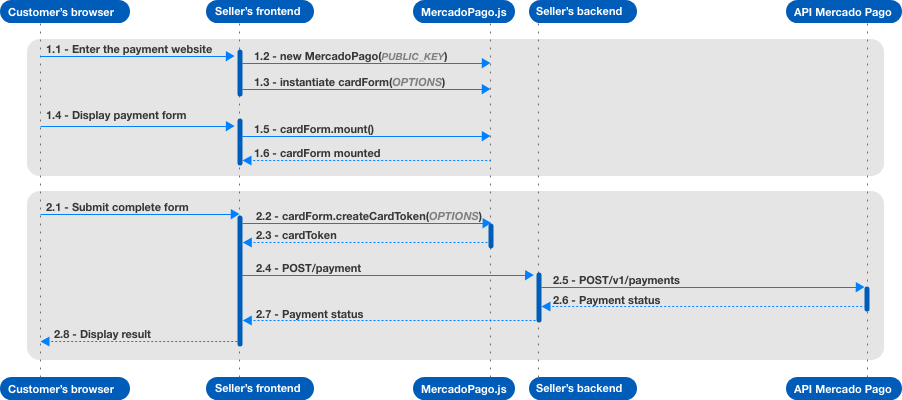 Customer's browser
Seller's frontend
MercadoPago.js
Seller's backend
API Mercado Pago
1.1 - Enter the payment website
1.2 - new MercadoPago(PUBLIC_KEY)
1.3 - instantiate cardForm(OPTIONS)
1.4 - Display payment form
1.5 - cardForm.mount()
1.6 - cardForm mounted
2.1 - Submit complete form
2.2 - cardForm.createCardToken(OPTIONS)
2.3 - cardToken
2.4 - POST/payment
2.5 - POST/v1/payments
2.6 - Payment status
2.7 - Payment status
2.8 - Display result
Customer's browser
Seller's frontend
MercadoPago.js
Seller's backend
API Mercado Pago